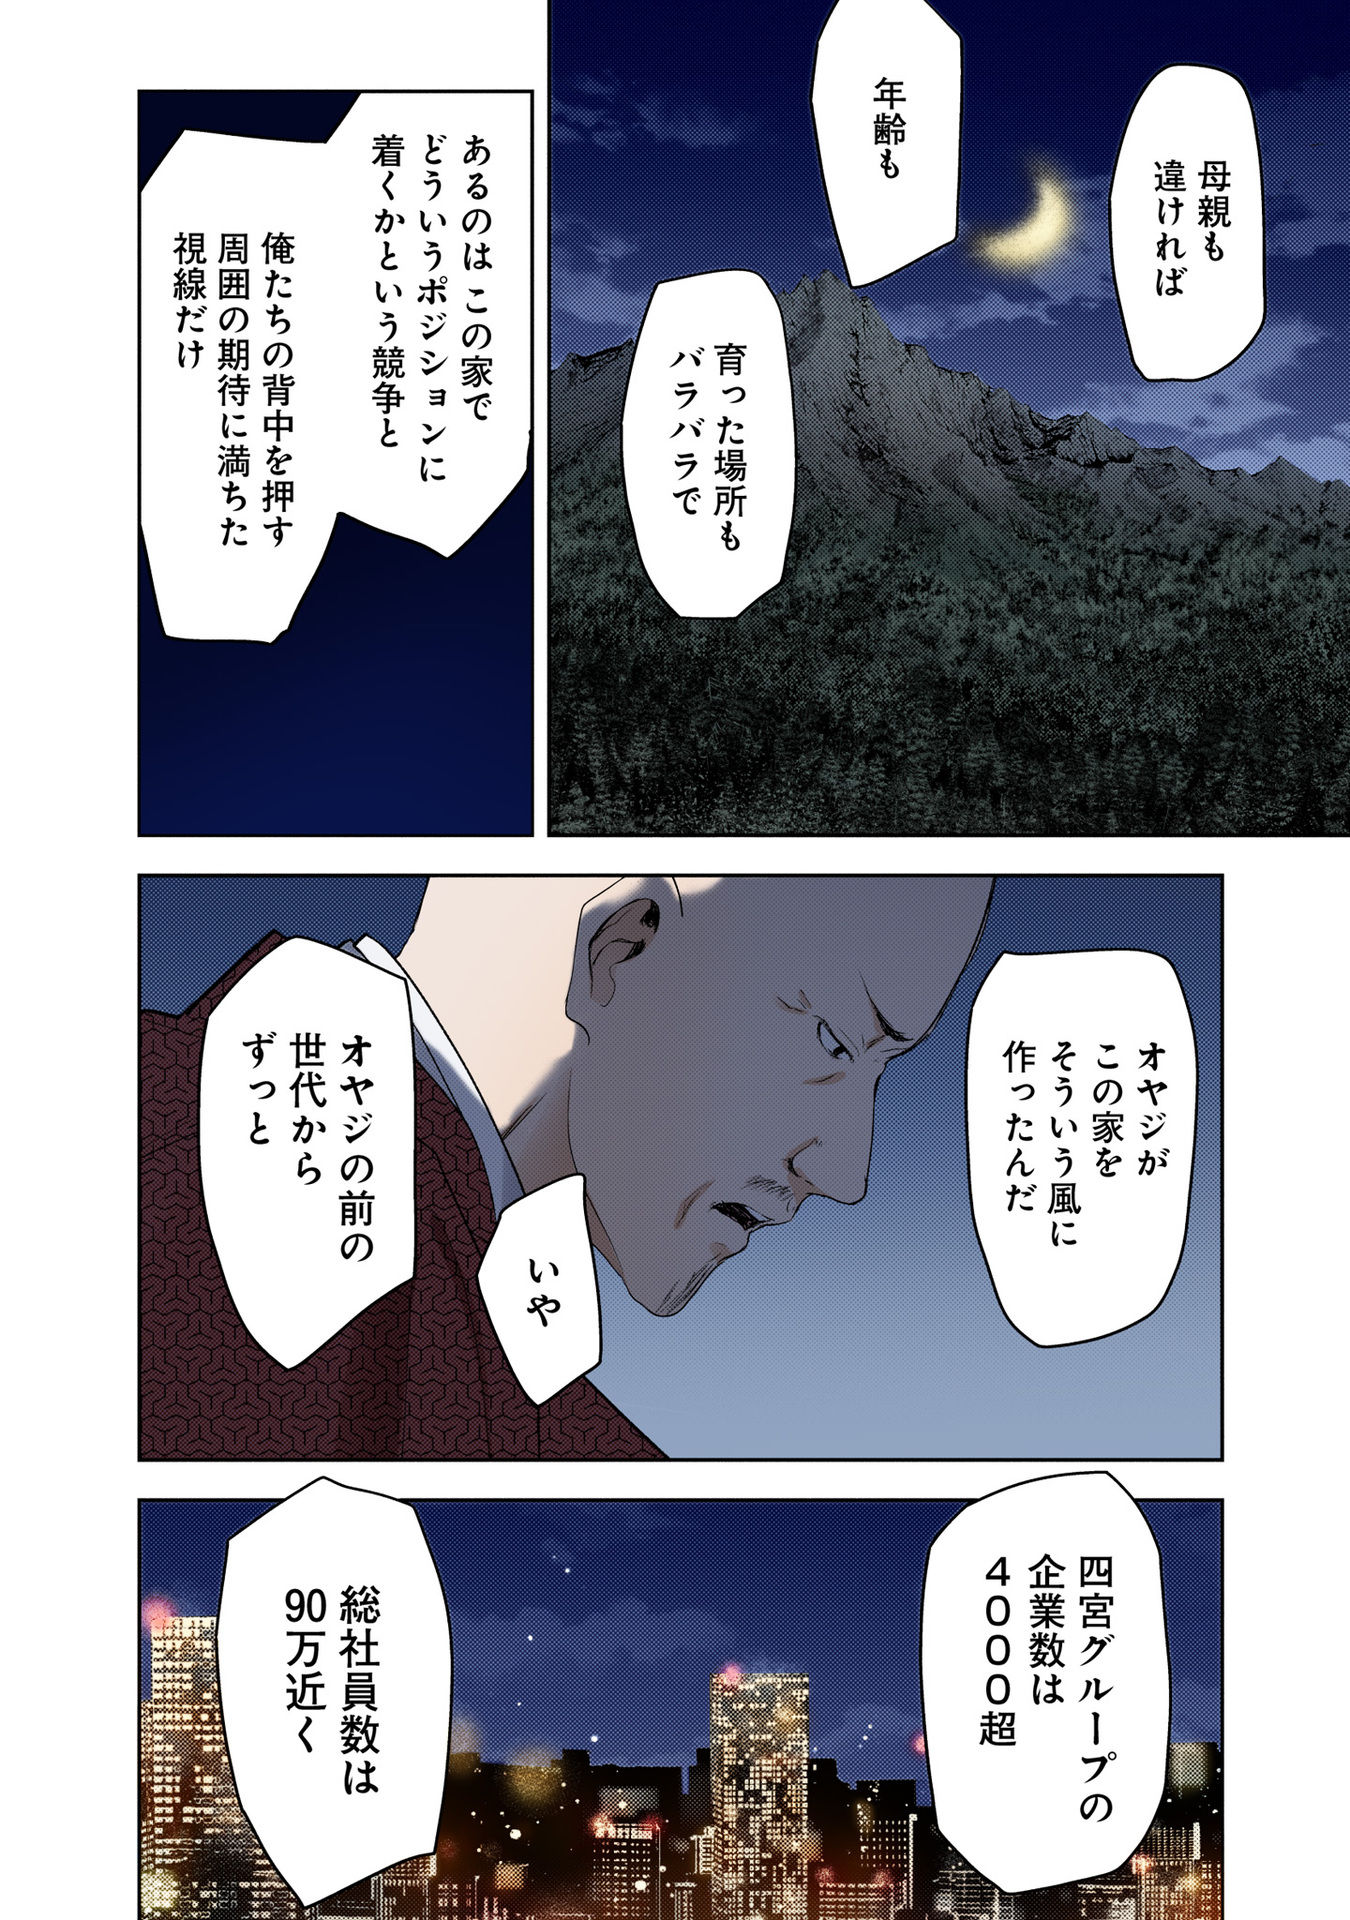 母親も
違ければ
年齢も
育った場所も
バラバラで
あるのは この家で
どういうポジションに
着くかという競争と
俺たちの背中を押す
周囲の期待に満ちた
視線だけ
オヤジが
この家を
そういう風に
作ったんだ
いや
オヤジの前の
世代から
ずっと
四宮グループの
企業数は
4000超
総社員数は
90万近く